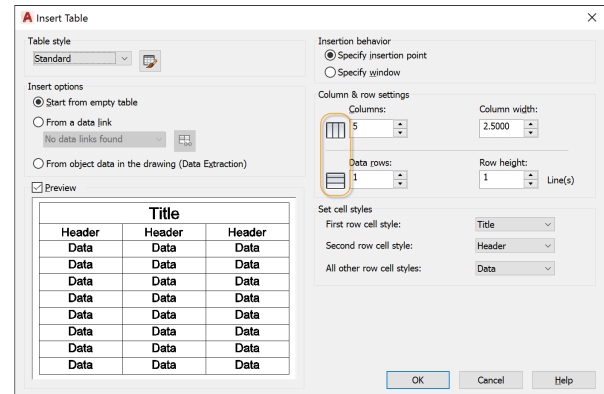 A Insert Table
Table style
Standard
Insert options
Start from empty table
From a data link
No data links found
From object data in the drawing (Data Extraction)
Preview
Title
Header Header Header
Data Data Data
Data Data Data
Data Data Data
Data Data Data
Data Data Data
Data Data Data
Data Data Data
Data Data Data
Insertion behavior
Specify insertion point
Specify window
Column & row settings
Columns: Column width:
5 2.5000
Data rows: Row height:
1 1 Line(s)
Set cell styles
First row cell style: Title
Second row cell style: Header
All other row cell styles: Data
OK Cancel Help